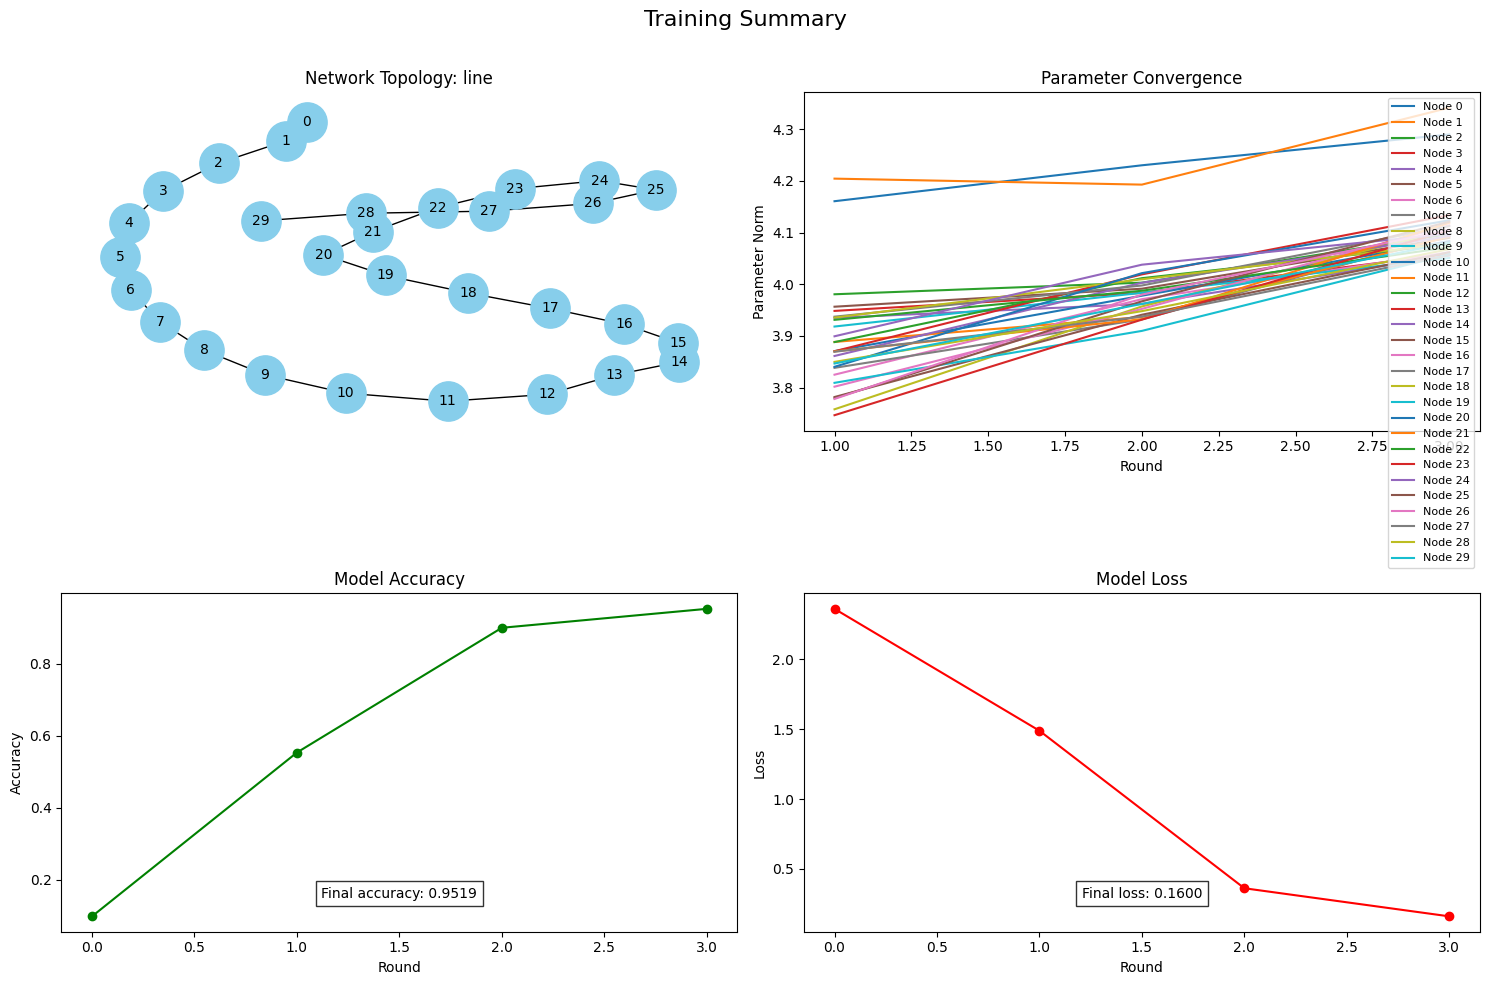 Training Summary
Network Topology: line
0
1
2
3
4
5
6
7
8
9
10
11
12
13
14
15
16
17
18
19
20
21
22
23
24
25
26
27
28
29
Parameter Convergence
Parameter Norm
4.3
4.2
4.1
4.0
3.9
3.8
1.00
1.25
1.50
1.75
2.00
2.25
2.50
2.75
3.00
Round
Node 0
Node 1
Node 2
Node 3
Node 4
Node 5
Node 6
Node 7
Node 8
Node 9
Node 10
Node 11
Node 12
Node 13
Node 14
Node 15
Node 16
Node 17
Node 18
Node 19
Node 20
Node 21
Node 22
Node 23
Node 24
Node 25
Node 26
Node 27
Node 28
Node 29
Model Accuracy
Accuracy
0.8
0.6
0.4
0.2
Final accuracy: 0.9519
0.0
0.5
1.0
1.5
2.0
2.5
3.0
Round
Model Loss
Loss
2.0
1.5
1.0
0.5
Final loss: 0.1600
0.0
0.5
1.0
1.5
2.0
2.5
3.0
Round